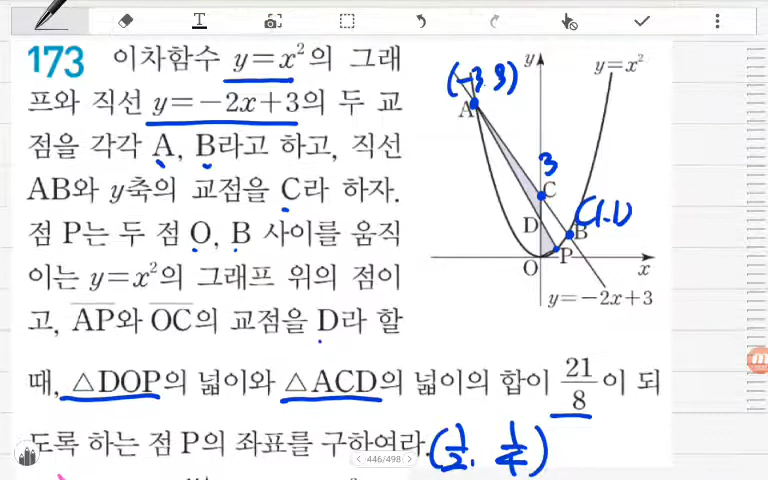 173 이차함수 y=x²의 그래
프와 직선 y=-2x+3의 두 교
점을 각각 A, B라고 하고, 직선
AB와 y축의 교점을 C라 하자.
점 P는 두 점 O, B 사이를 움직
이는 y=x²의 그래프 위의 점이
고, AP와 OC의 교점을 D라 할
때, △DOP의 넓이와 △ACD의 넓이의 합이 21/8이 되
도록 하는 점 P의 좌표를 구하여라.
(1/2, 1/4)
446/498
y
y=x²
(-3 9)
A
3
C
(1.1)
D
B
O
P
x
y=-2x+3